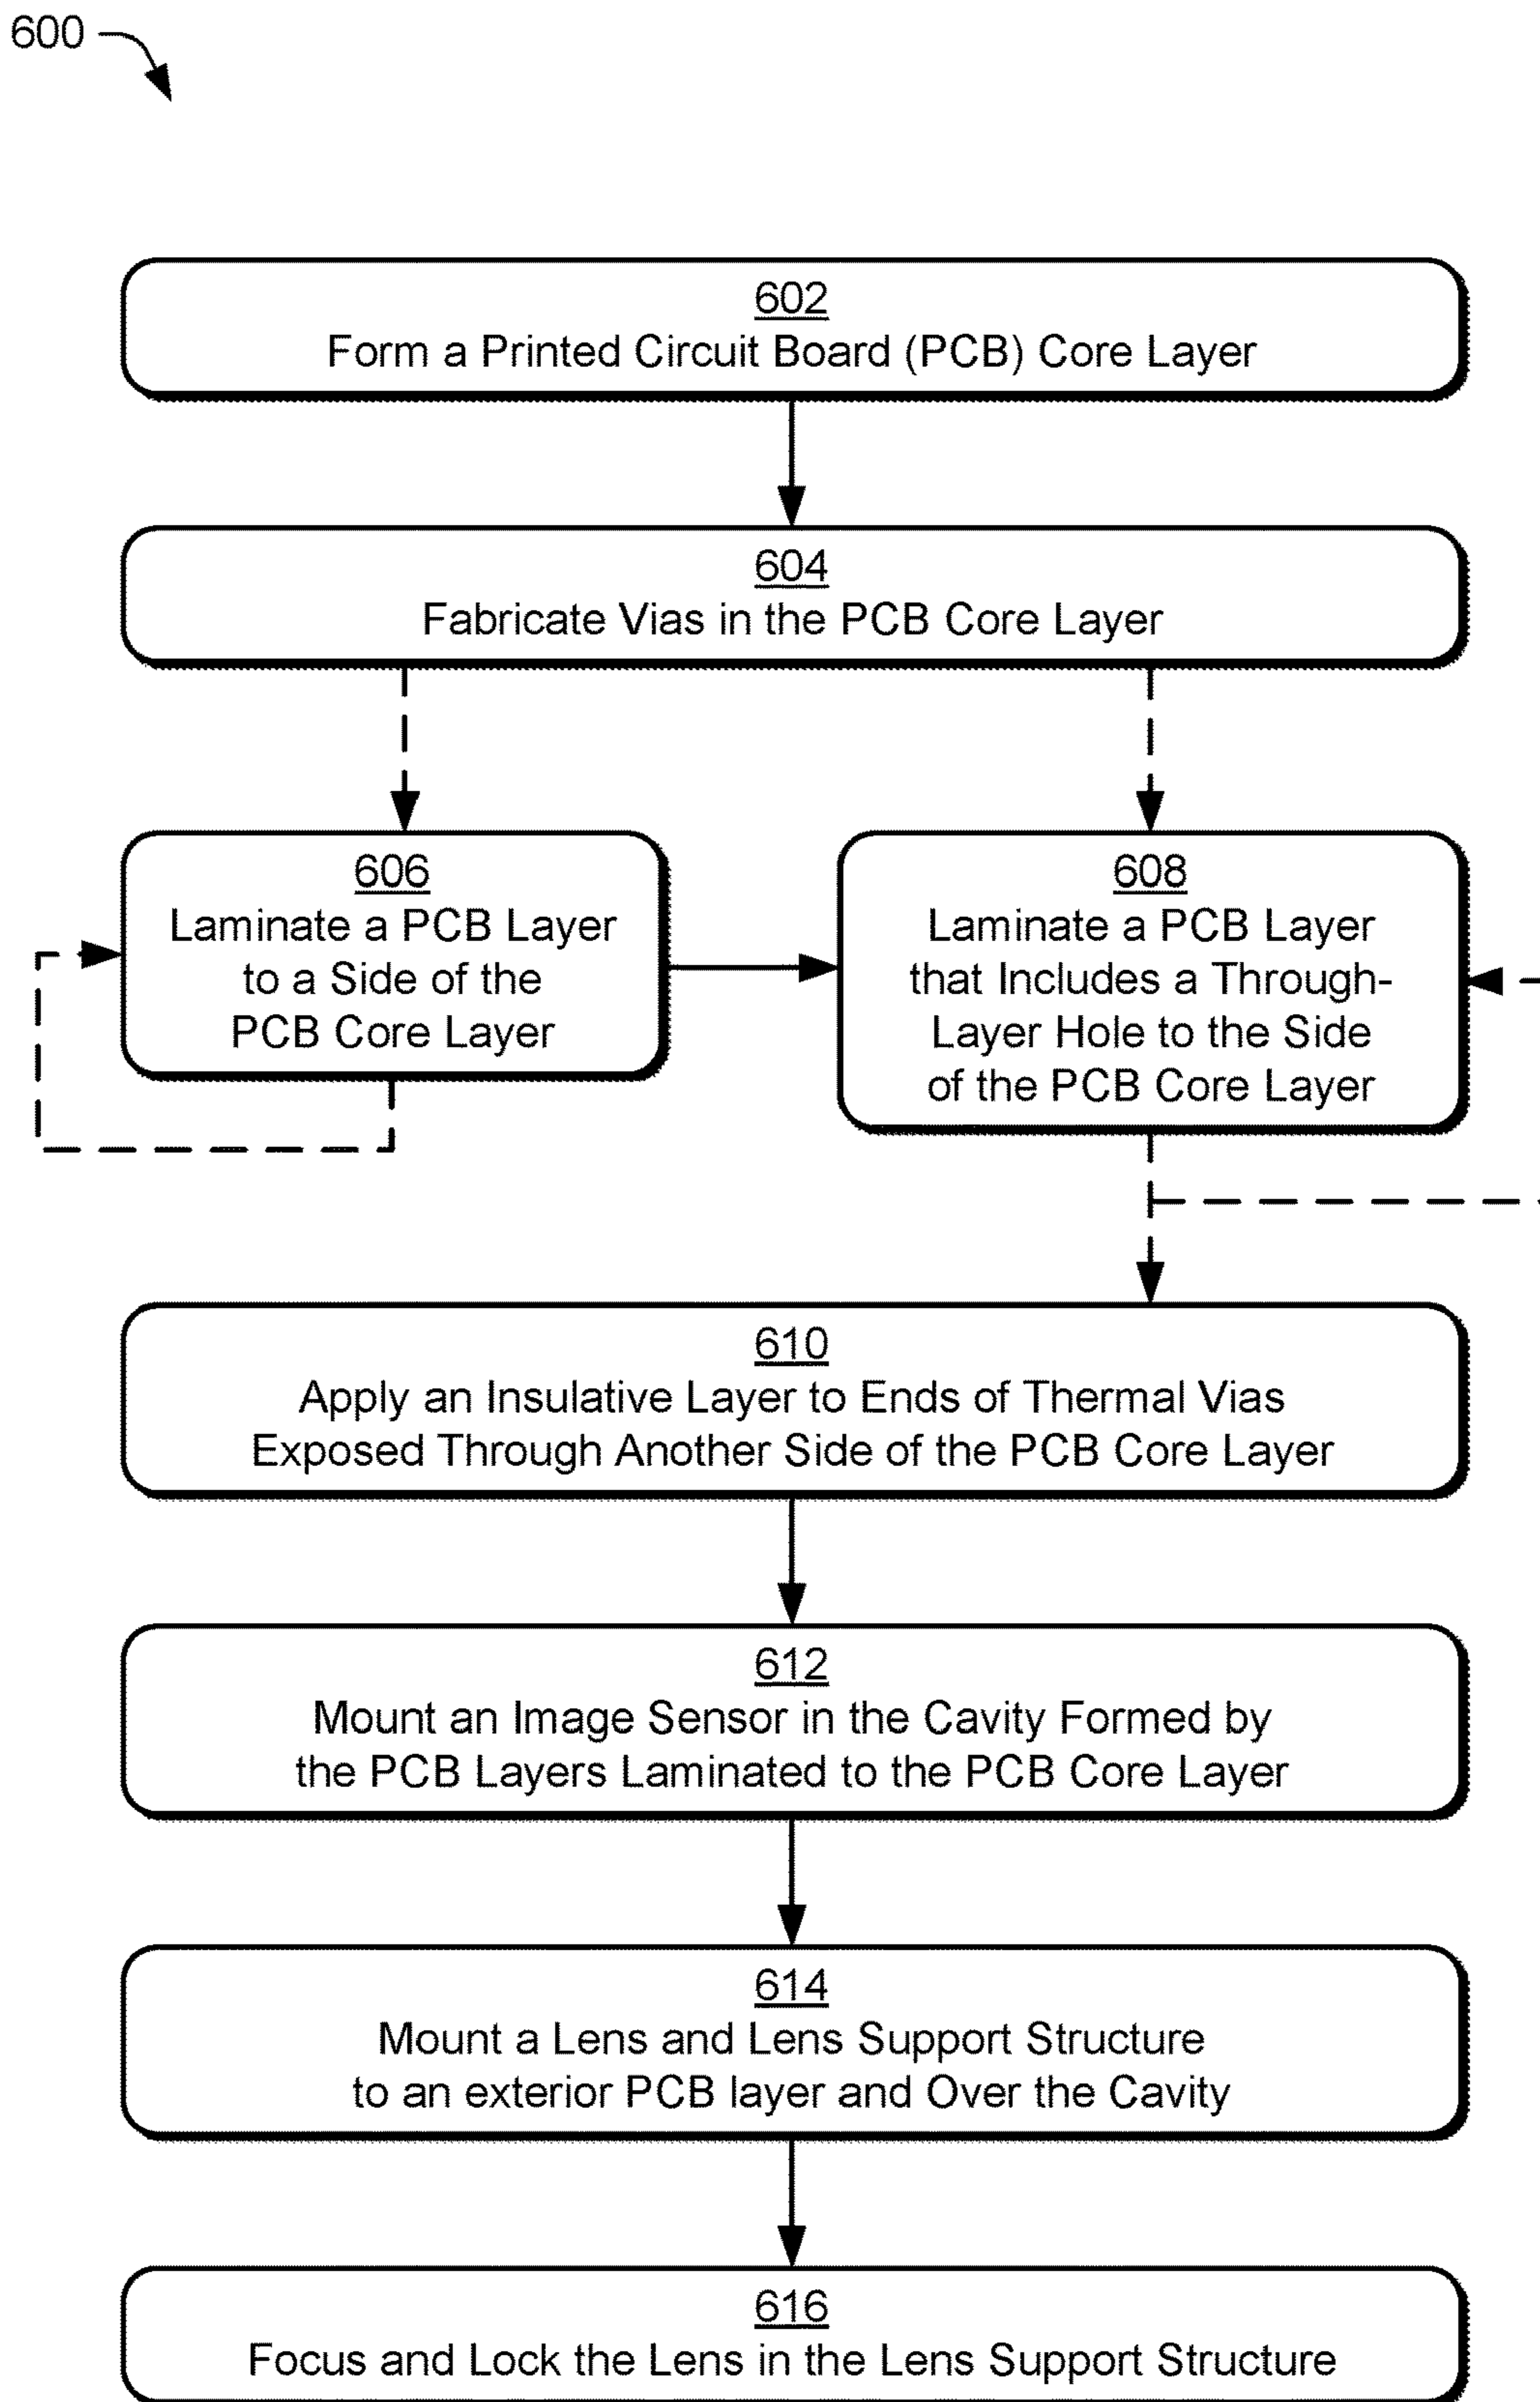 600
602
Form a Printed Circuit Board (PCB) Core Layer
604
Fabricate Vias in the PCB Core Layer
606
Laminate a PCB Layer
to a Side of the
PCB Core Layer
608
Laminate a PCB Layer
that Includes a Through-
Layer Hole to the Side
of the PCB Core Layer
610
Apply an Insulative Layer to Ends of Thermal Vias
Exposed Through Another Side of the PCB Core Layer
612
Mount an Image Sensor in the Cavity Formed by
the PCB Layers Laminated to the PCB Core Layer
614
Mount a Lens and Lens Support Structure
to an exterior PCB layer and Over the Cavity
616
Focus and Lock the Lens in the Lens Support Structure